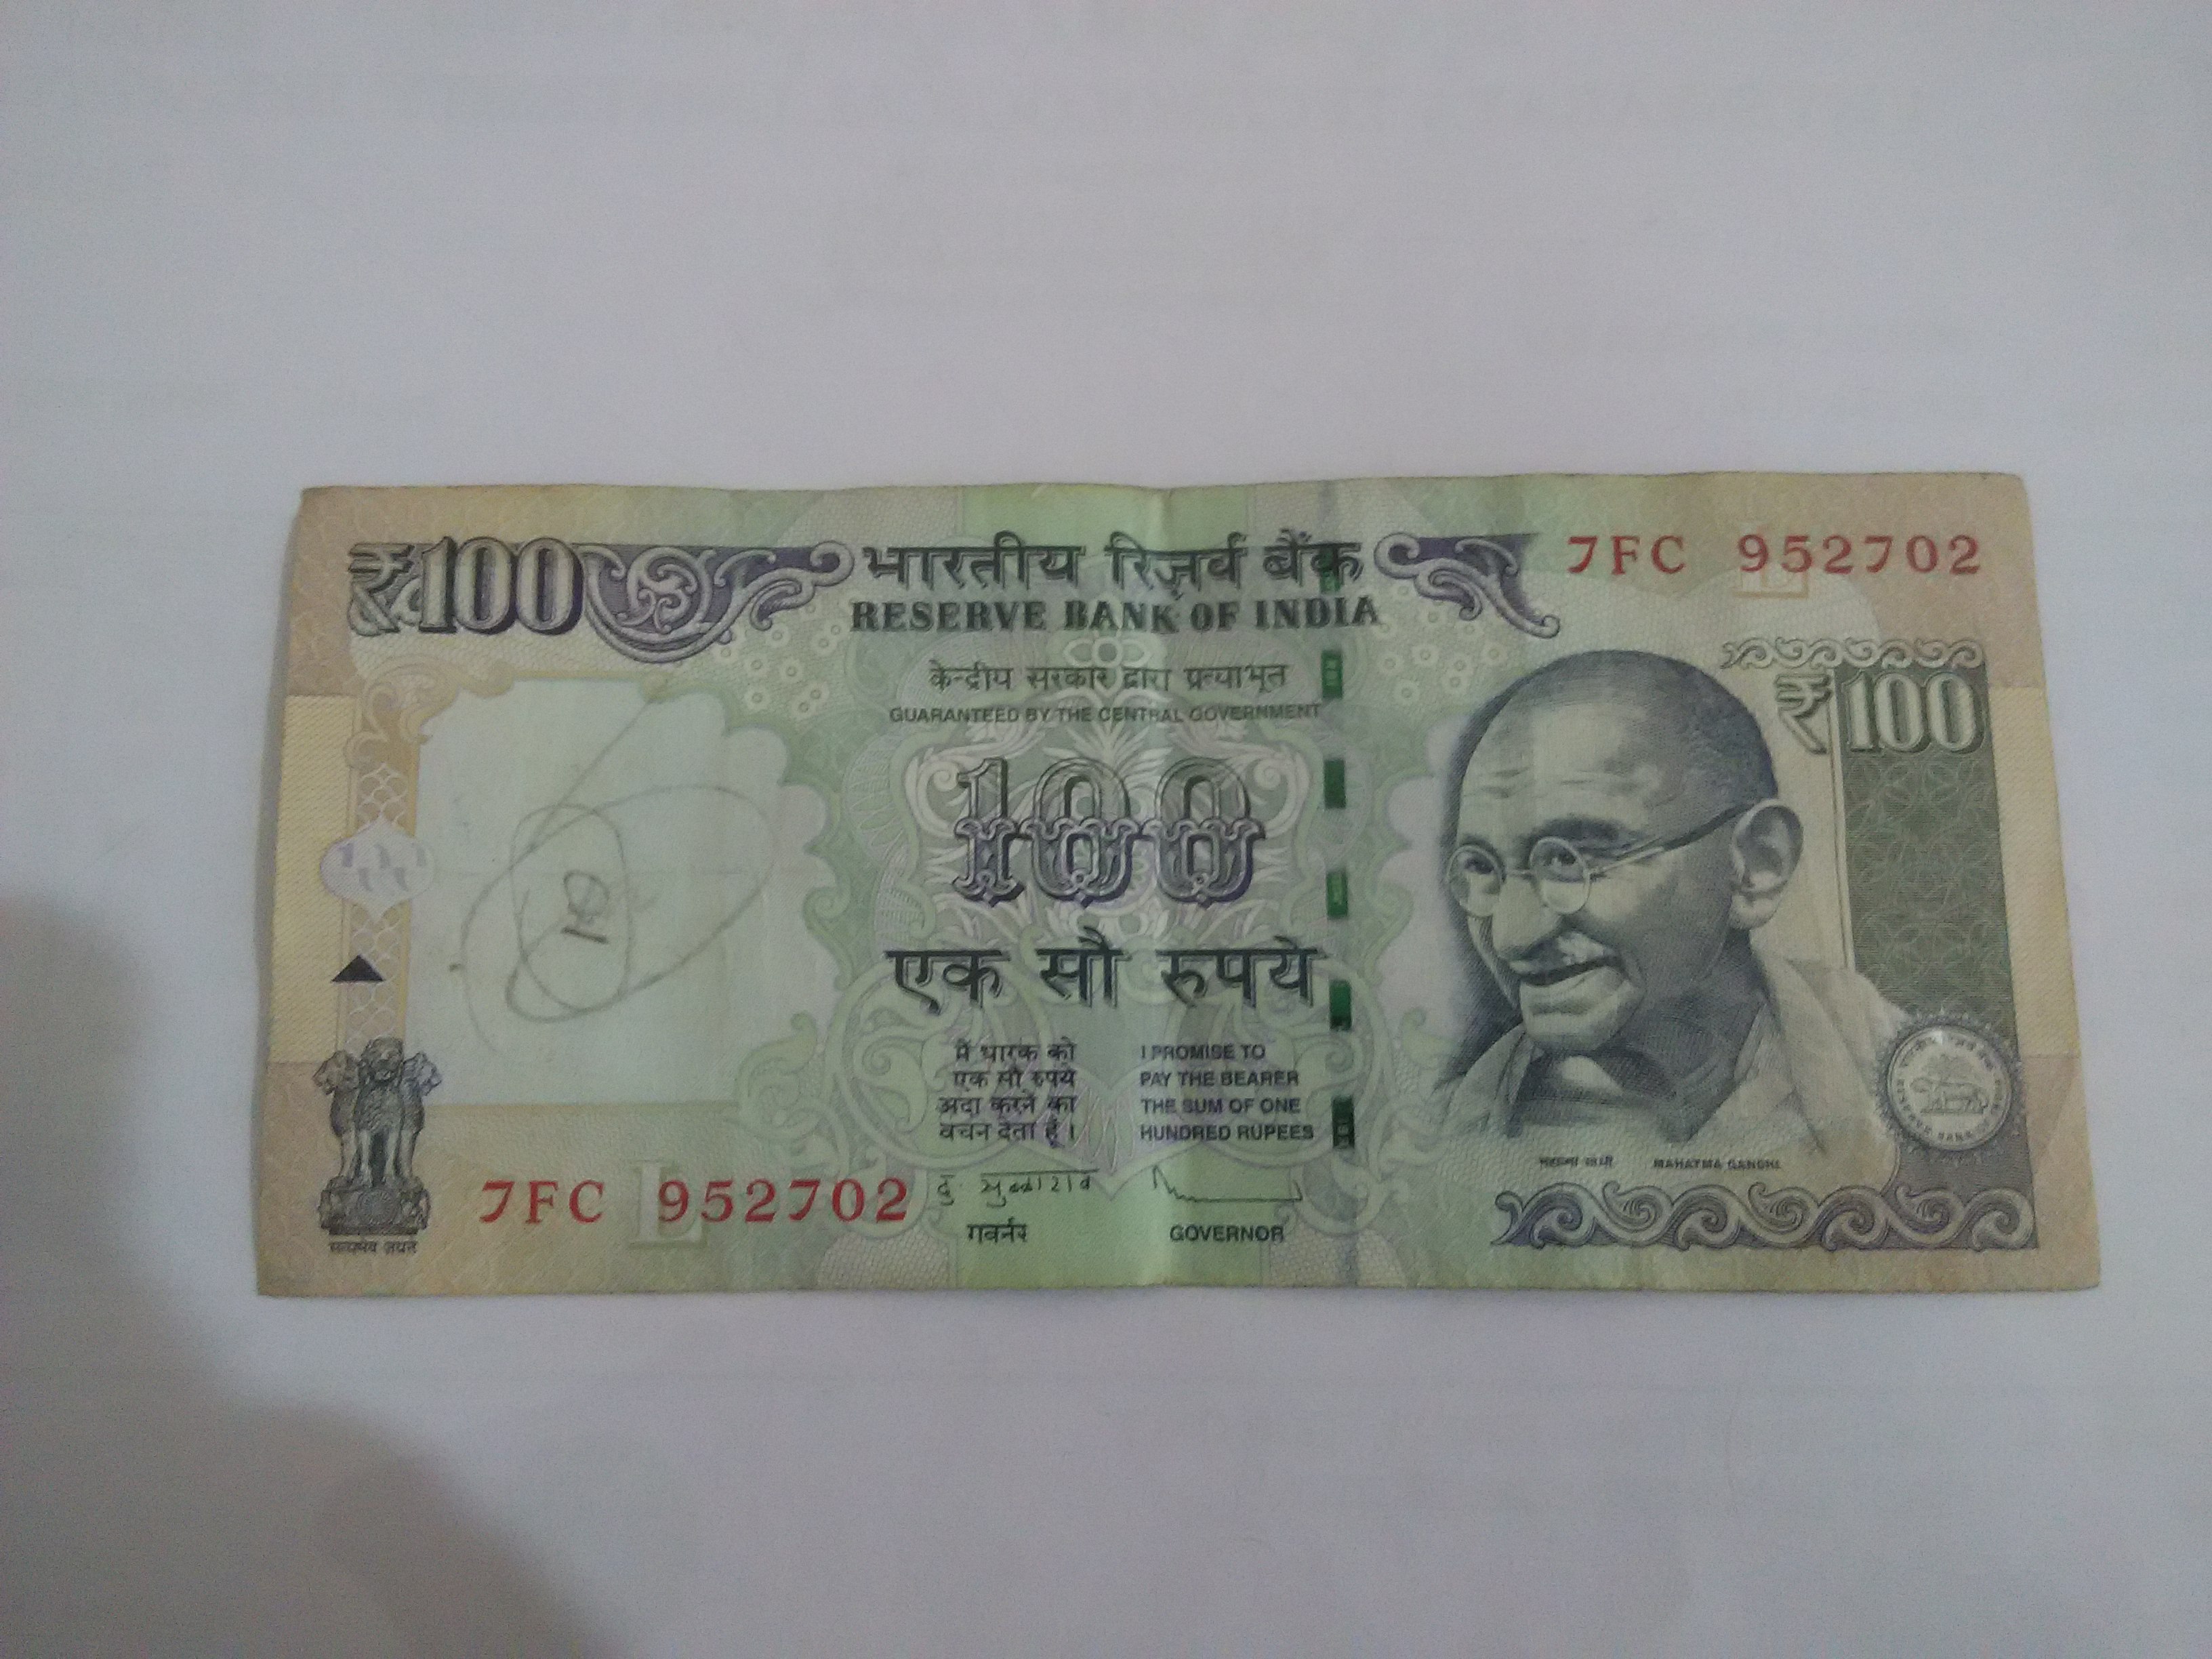 ₹100
भारतीय रिज़र्व बैंक
RESERVE BANK OF INDIA
7FC 952702
केन्द्रीय सरकार द्वारा प्रत्याभूत
GUARANTEED BY THE CENTRAL GOVERNMENT
₹100
100
एक सौ रुपये
मैं धारक को
एक सौ रुपये
अदा करने का
वचन देता हूँ।
I PROMISE TO
PAY THE BEARER
THE SUM OF ONE
HUNDRED RUPEES
महात्मा गांधी
MAHATMA GANDHI
7FC 952702
L
गवर्नर
GOVERNOR
सत्यमेव जयते